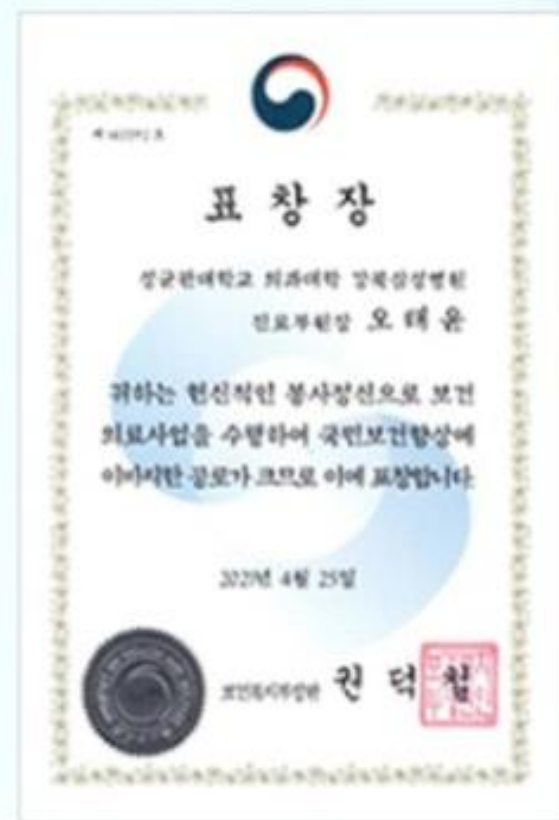 표창장
성균관대학교 의과대학 강북삼성병원
진료부원장 오태윤
귀하는 헌신적인 봉사정신으로 보건
의료사업을 수행하여 국민보건향상에
이바지한 공로가 크므로 이에 표창합니다
4월 25일
보건복지부장관 권덕철